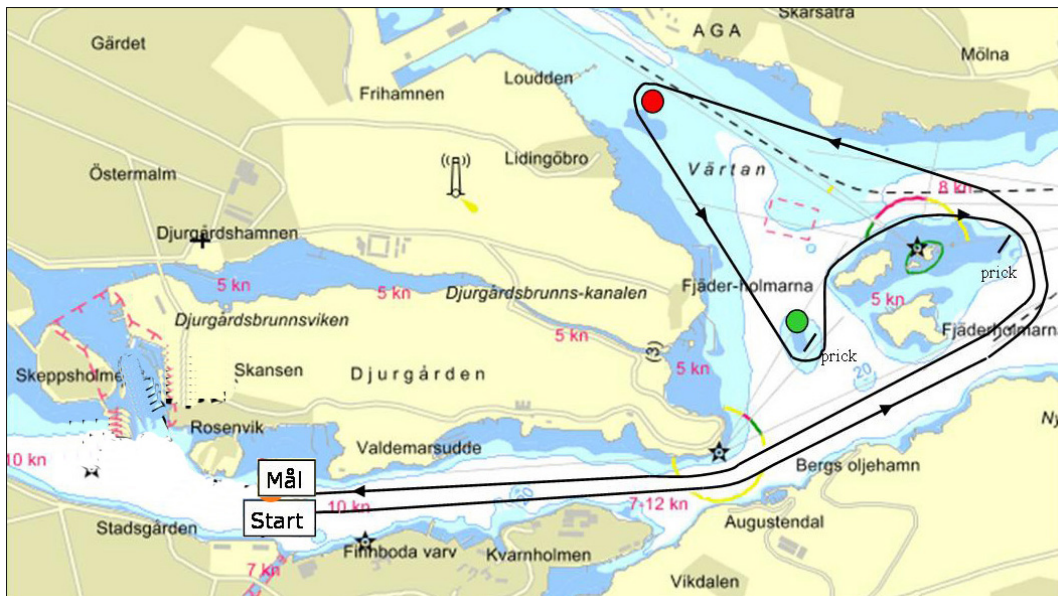 Skärsätra
AGA
Gärdet
Mölna
Loudden
Frihamnen
Lidingöbro
Värtan
Östermalm
8 kn
Djurgårdshamnen
prick
5 kn
5 kn
Djurgårdsbrunns-kanalen
Fjäder-holmarna
5 kn
Djurgårdsbrunnsviken
5 kn
Fjäderholmarna
(3)
prick
5 kn
20
Skeppsholme
Skansen
Djurgården
Rosenvik
Ny
Valdemarsudde
10 kn
Bergs oljehamn
Mål
10 kn
7-12 kn
Start
Stadsgården
Augustendal
Finnboda varv
Kvarnholmen
7 kn
Vikdalen